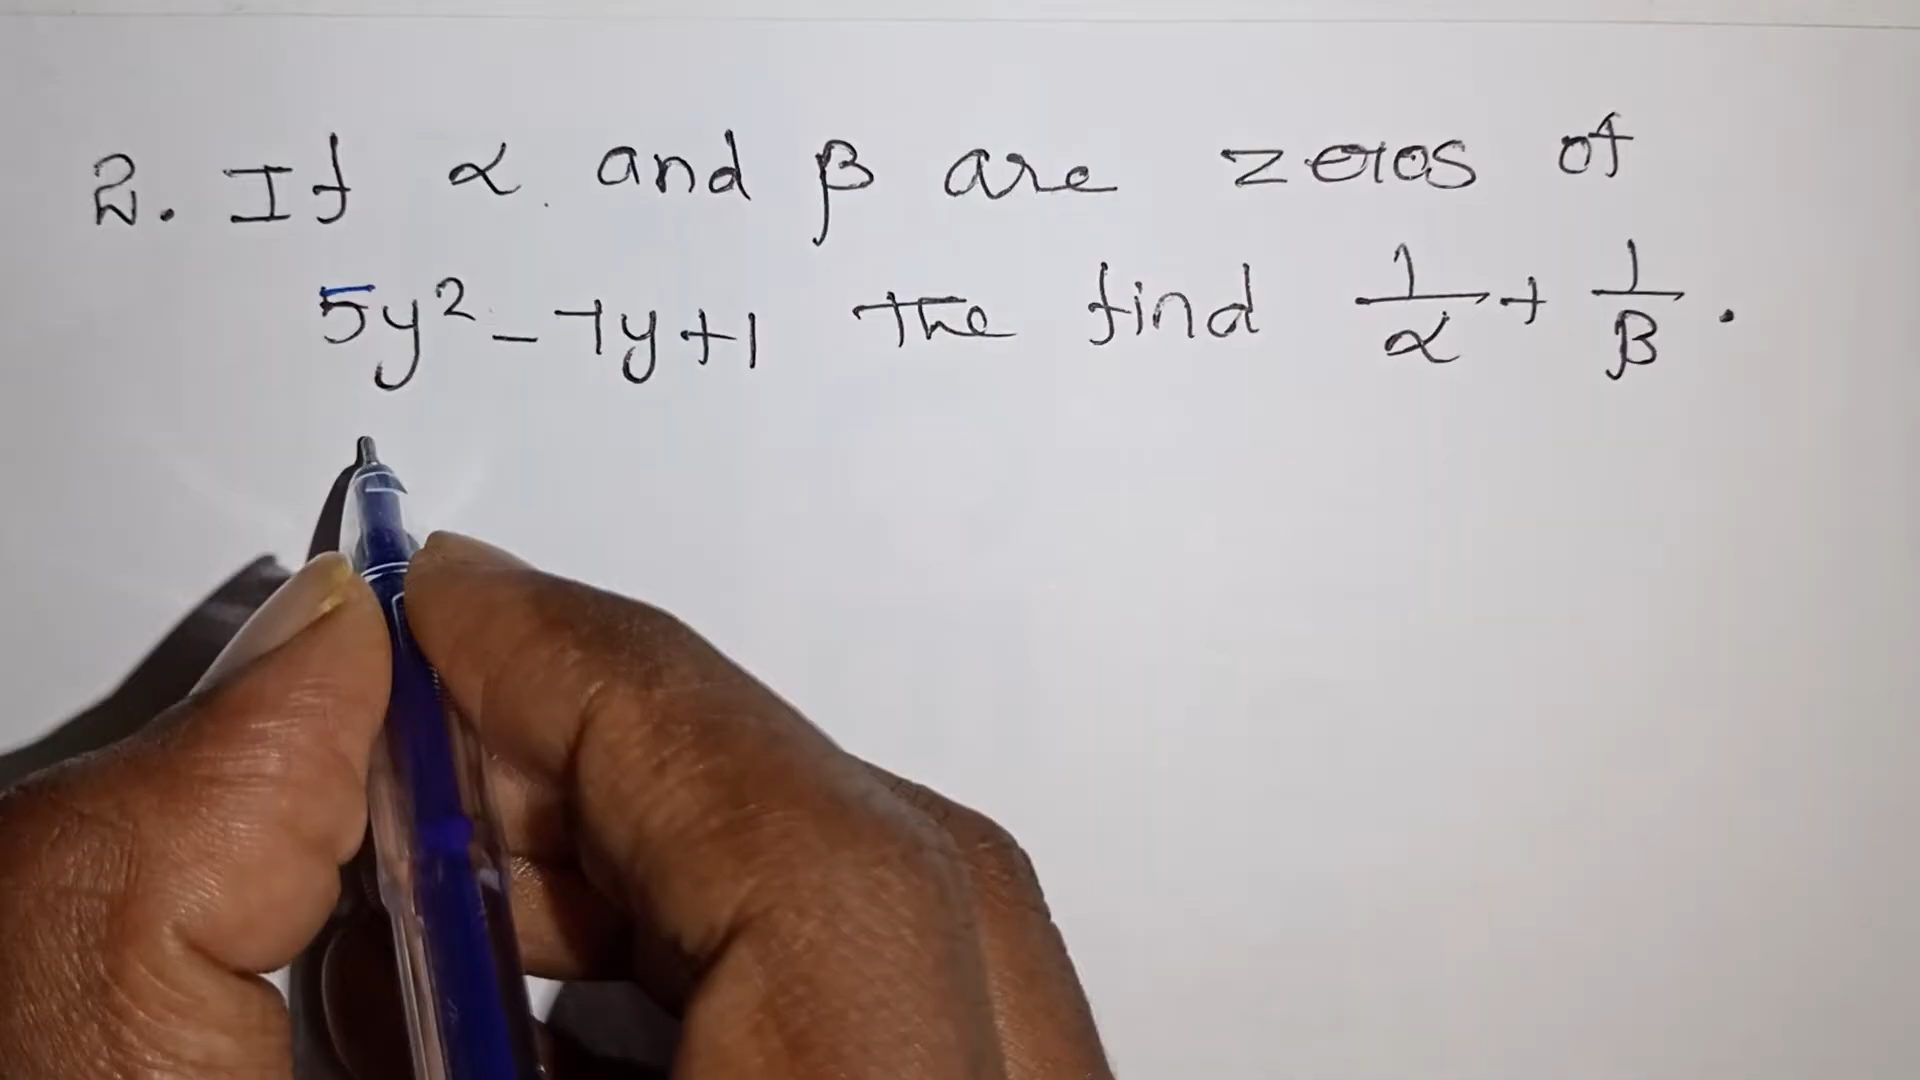 2. If α and β are zeros of
5y² - 7y + 1 the find 1/α + 1/β.